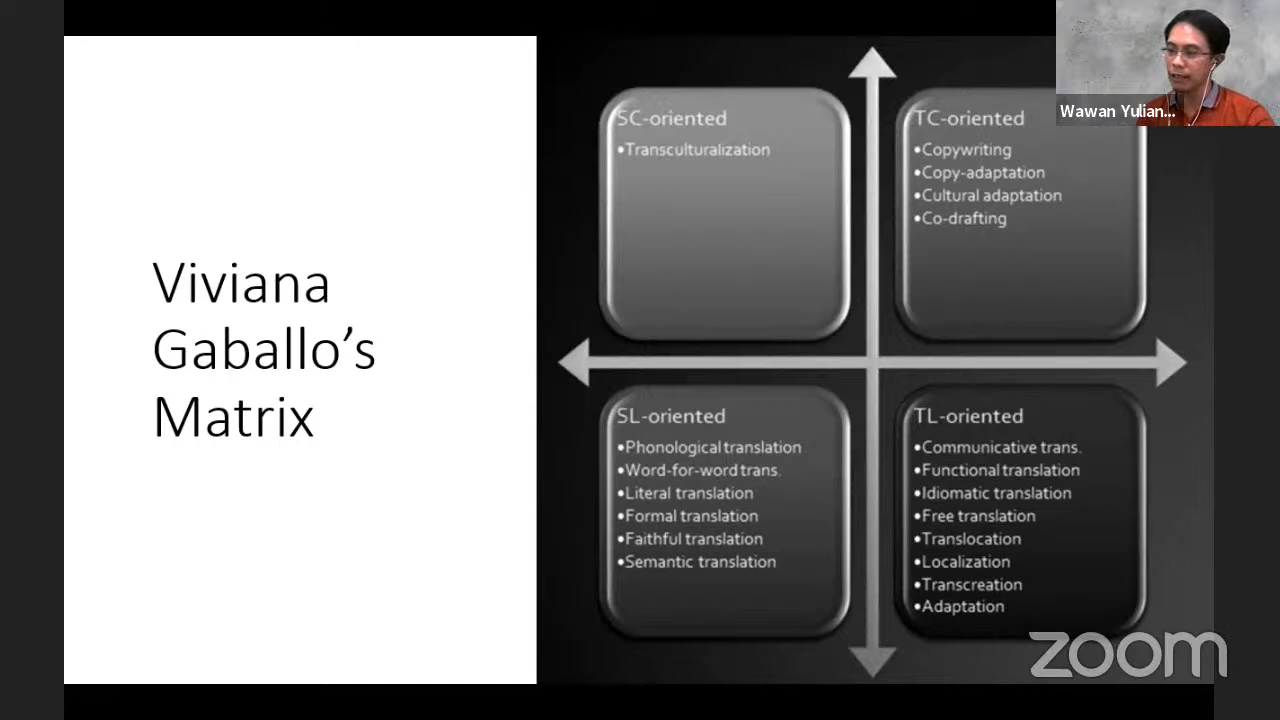 Viviana
Gaballo’s
Matrix
SC-oriented
•Transculturalization
TC-oriented
•Copywriting
•Copy-adaptation
•Cultural adaptation
•Co-drafting
SL-oriented
•Phonological translation
•Word-for-word trans.
•Literal translation
•Formal translation
•Faithful translation
•Semantic translation
TL-oriented
•Communicative trans.
•Functional translation
•Idiomatic translation
•Free translation
•Translocation
•Localization
•Transcreation
•Adaptation
Wawan Yulian...
zoom